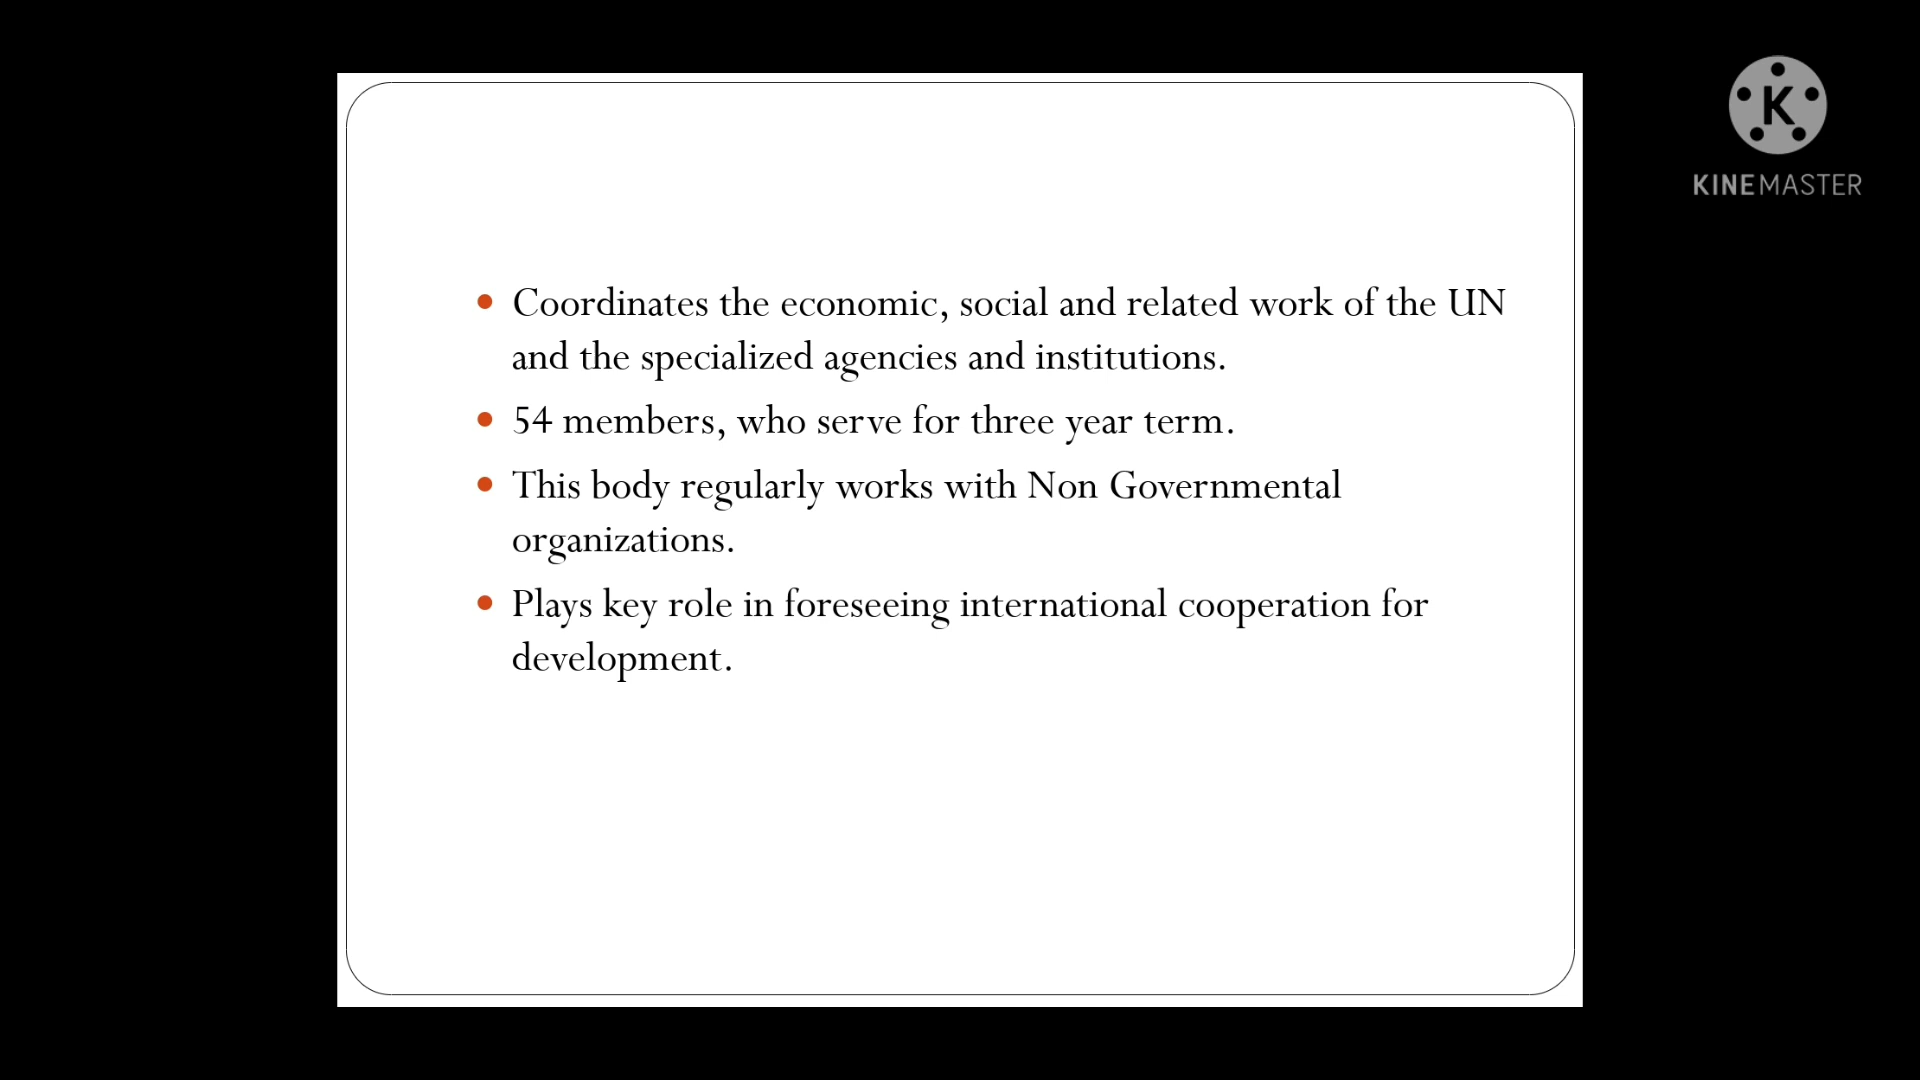 K
KINEMASTER
• Coordinates the economic, social and related work of the UN
and the specialized agencies and institutions.
• 54 members, who serve for three year term.
• This body regularly works with Non Governmental
organizations.
• Plays key role in foreseeing international cooperation for
development.